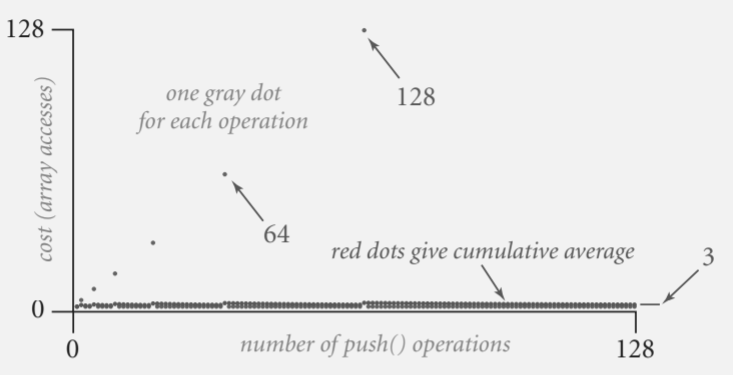 128
128
one gray dot
for each operation
cost (array accesses)
64
red dots give cumulative average
3
0
0
number of push() operations
128